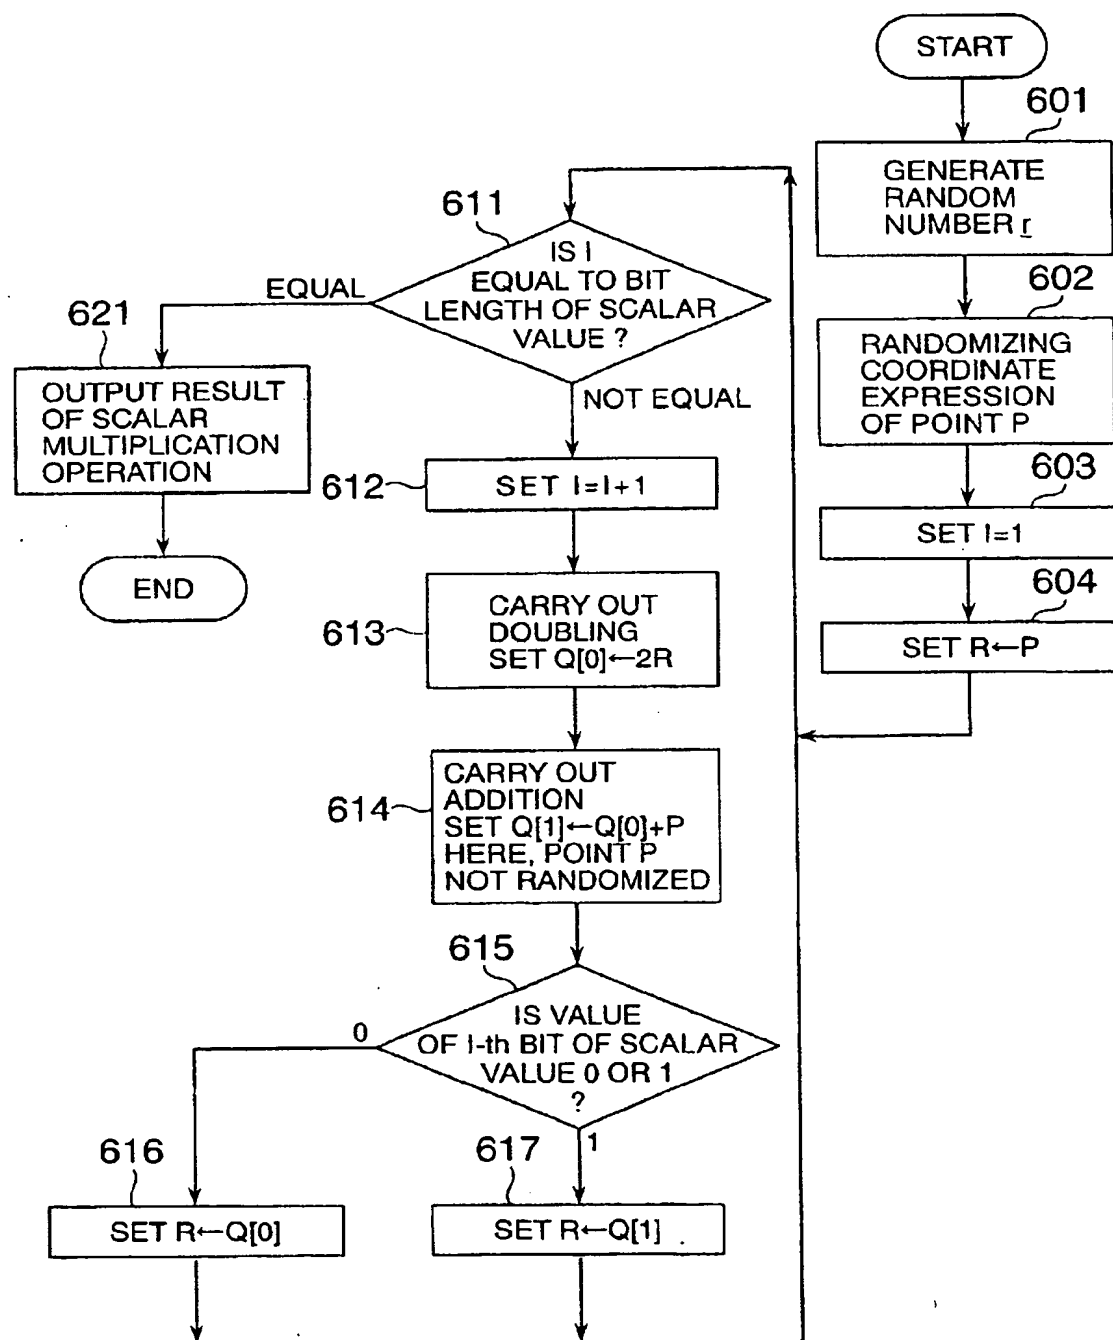 START
601
GENERATE
RANDOM
NUMBER r
602
RANDOMIZING
COORDINATE
EXPRESSION
OF POINT P
603
SET I=1
604
SET R←P
611
IS I
EQUAL TO BIT
LENGTH OF SCALAR
VALUE ?
EQUAL
NOT EQUAL
621
OUTPUT RESULT
OF SCALAR
MULTIPLICATION
OPERATION
END
612
SET I=I+1
613
CARRY OUT
DOUBLING
SET Q[0]←2R
614
CARRY OUT
ADDITION
SET Q[1]←Q[0]+P
HERE, POINT P
NOT RANDOMIZED
615
IS VALUE
OF I-th BIT OF SCALAR
VALUE 0 OR 1
?
0
1
616
SET R←Q[0]
617
SET R←Q[1]